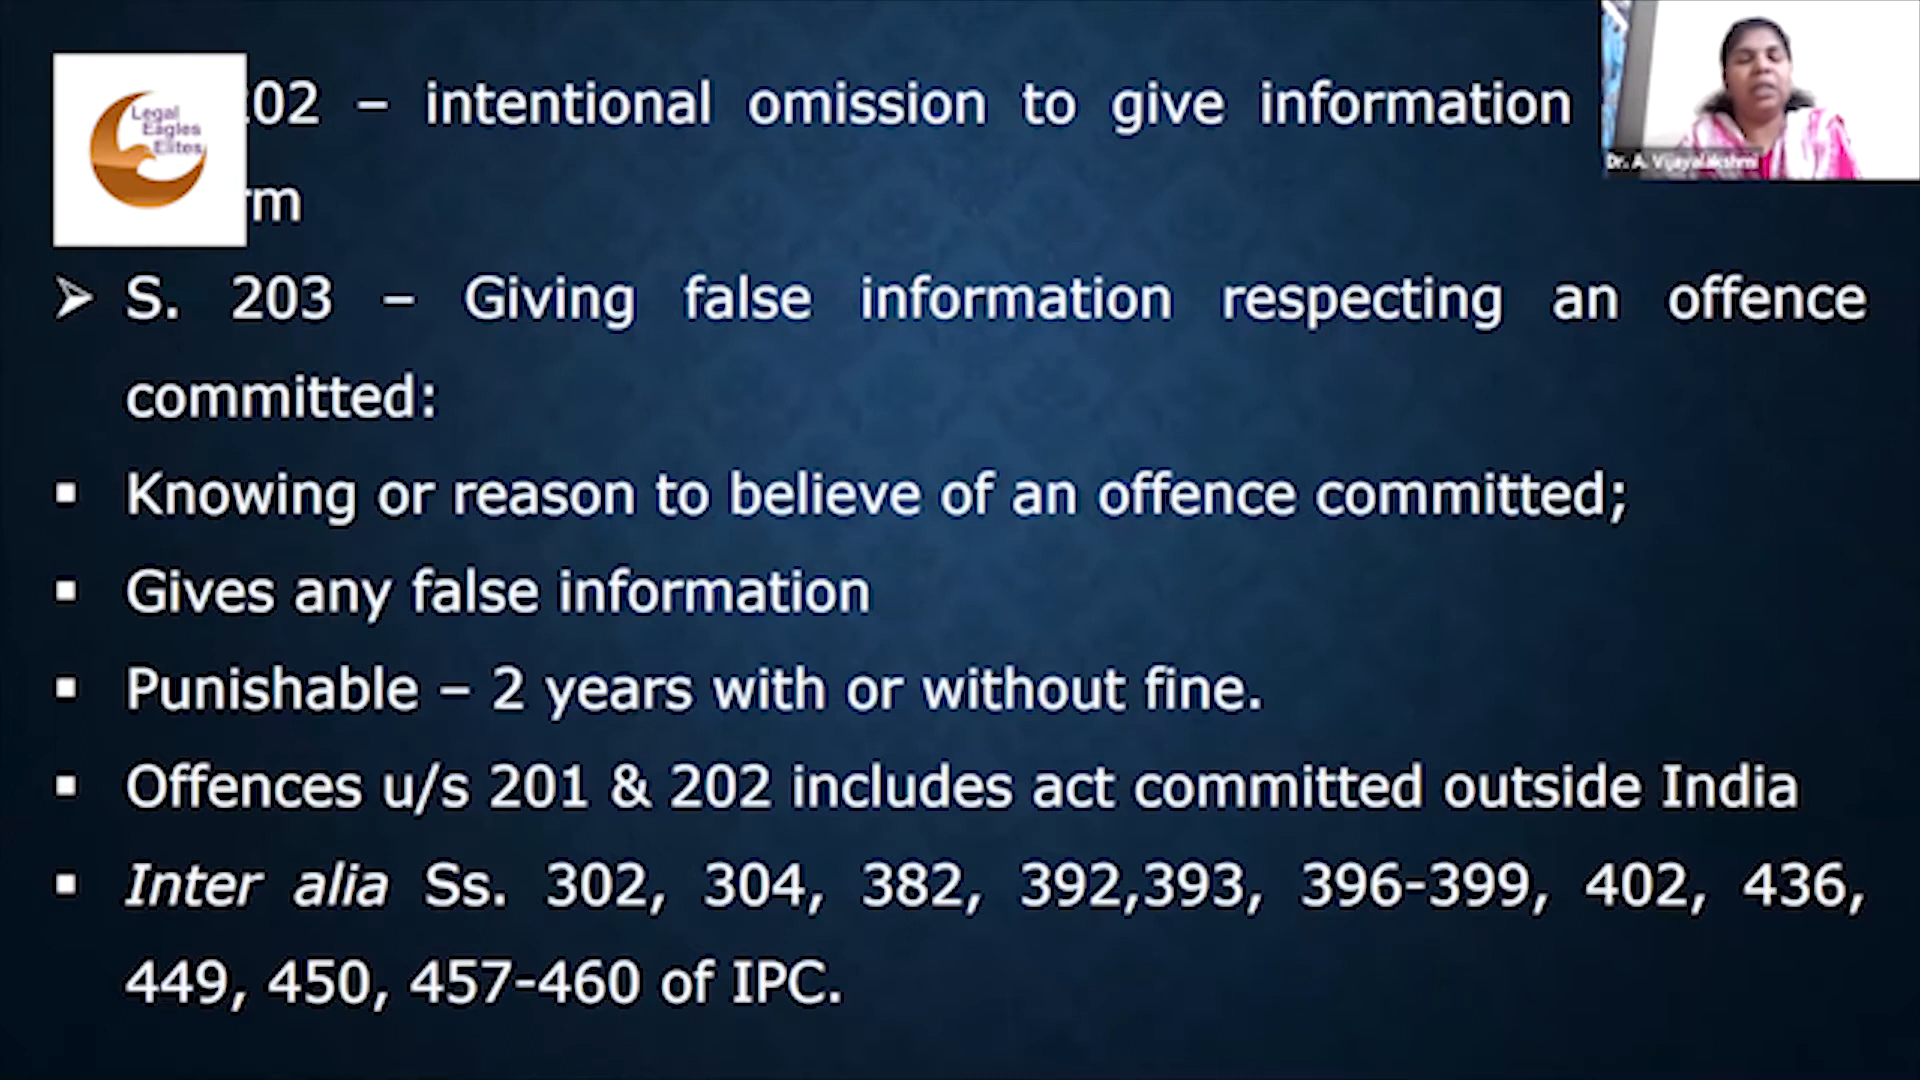 Legal
Eagles
Elites
02 – intentional omission to give information
rm
Dr. A. Vijayalakshmi
➢ S. 203 – Giving false information respecting an offence
committed:
▪ Knowing or reason to believe of an offence committed;
▪ Gives any false information
▪ Punishable – 2 years with or without fine.
▪ Offences u/s 201 & 202 includes act committed outside India
▪ Inter alia Ss. 302, 304, 382, 392,393, 396-399, 402, 436,
449, 450, 457-460 of IPC.